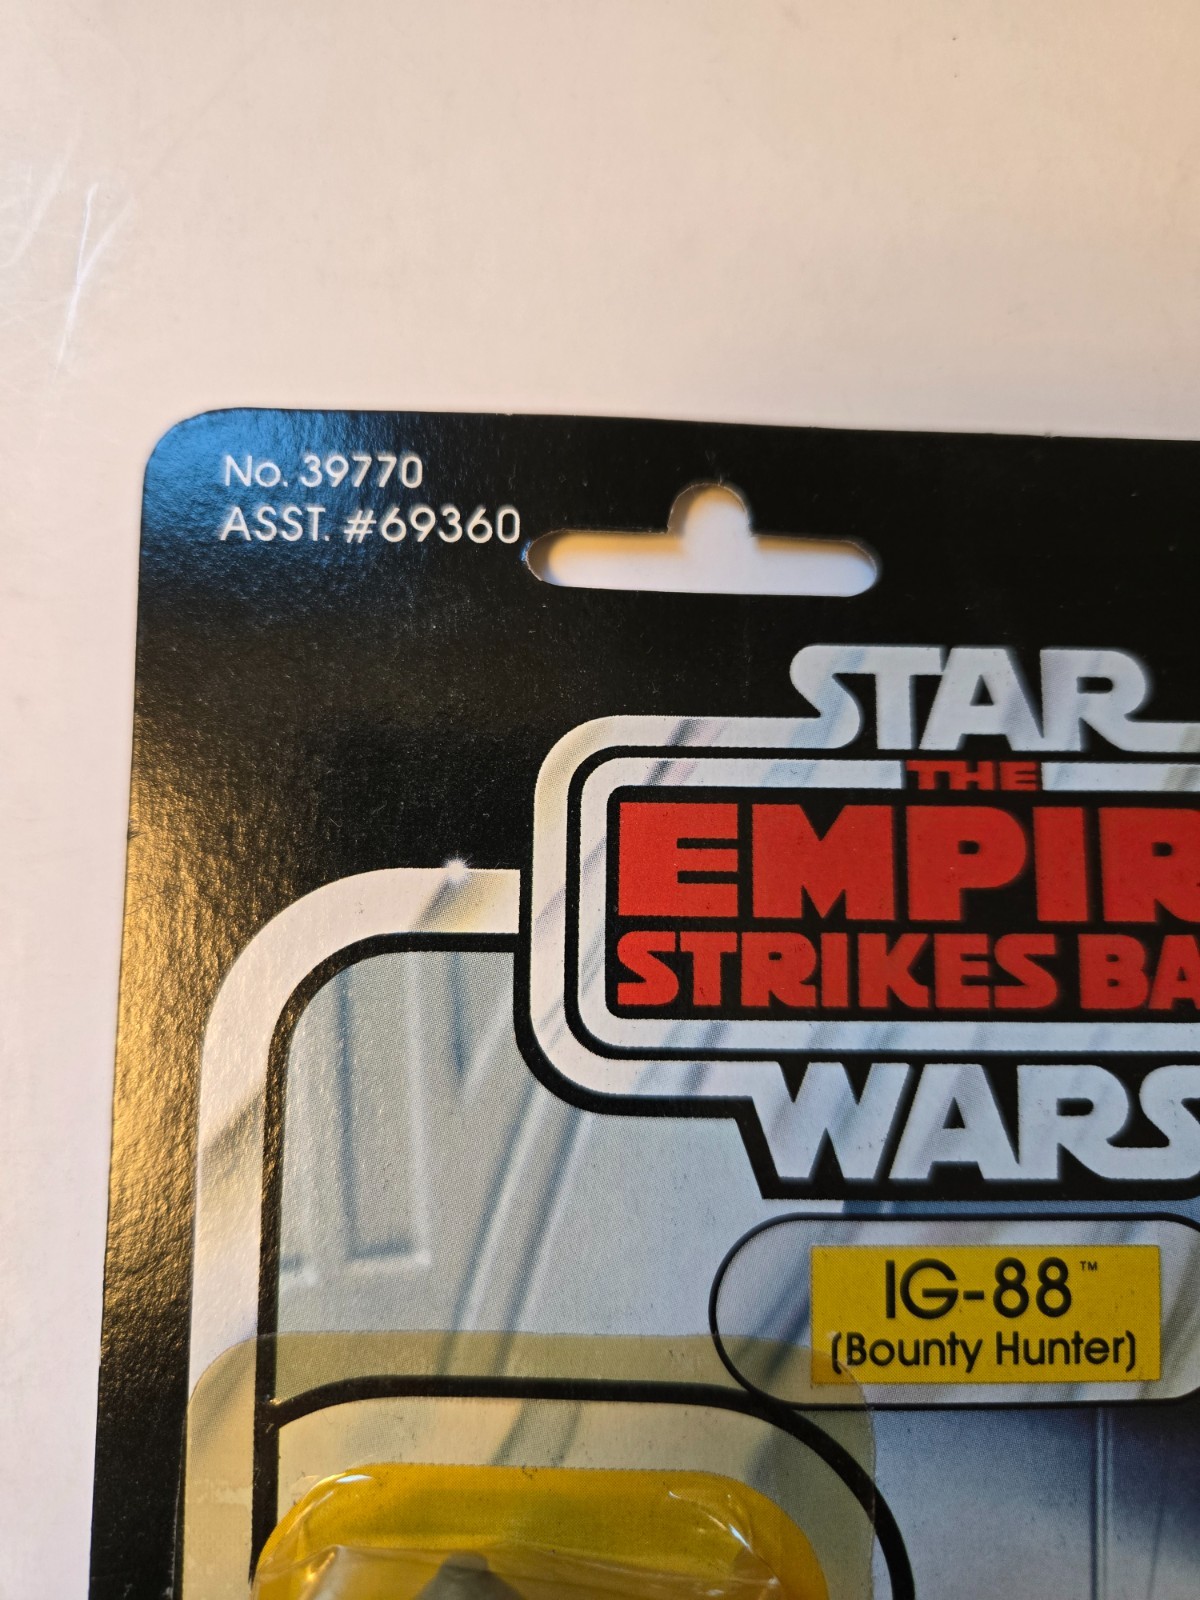 No. 39770
ASST. #69360
STAR
THE
EMPIR
STRIKES BA
WARS
IG-88™
(Bounty Hunter)